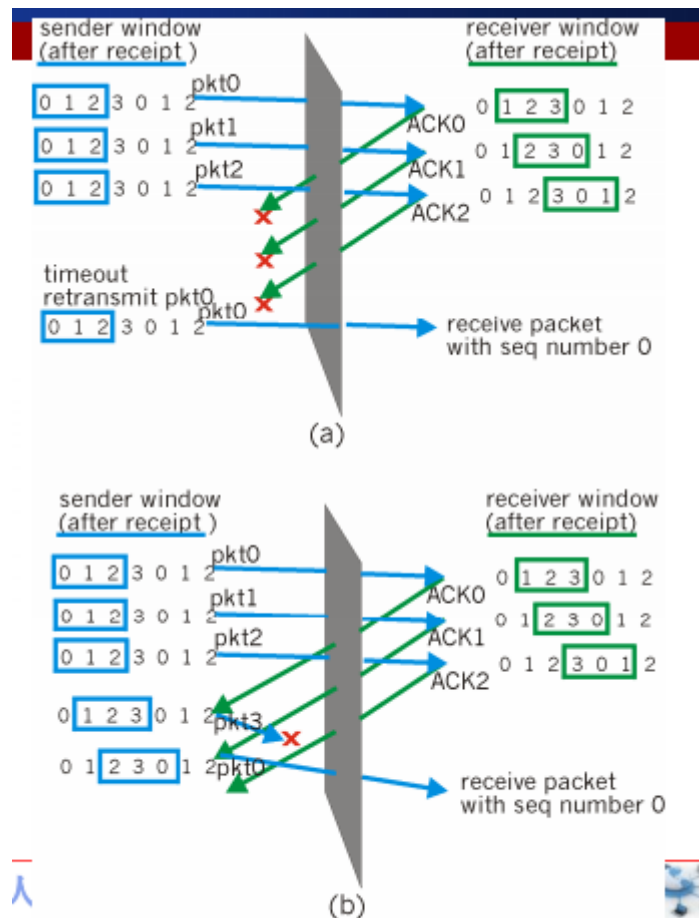 sender window
(after receipt )
receiver window
(after receipt)
0 1 2 3 0 1 2
pkt0
ACK0
0 1 2 3 0 1 2
0 1 2 3 0 1 2
pkt1
ACK1
0 1 2 3 0 1 2
0 1 2 3 0 1 2
pkt2
ACK2
0 1 2 3 0 1 2
timeout
retransmit pkt0
0 1 2 3 0 1 2
pkt0
receive packet
with seq number 0
(a)
sender window
(after receipt )
receiver window
(after receipt)
0 1 2 3 0 1 2
pkt0
ACK0
0 1 2 3 0 1 2
0 1 2 3 0 1 2
pkt1
ACK1
0 1 2 3 0 1 2
0 1 2 3 0 1 2
pkt2
ACK2
0 1 2 3 0 1 2
0 1 2 3 0 1 2
pkt3
0 1 2 3 0 1 2
pkt0
receive packet
with seq number 0
(b)